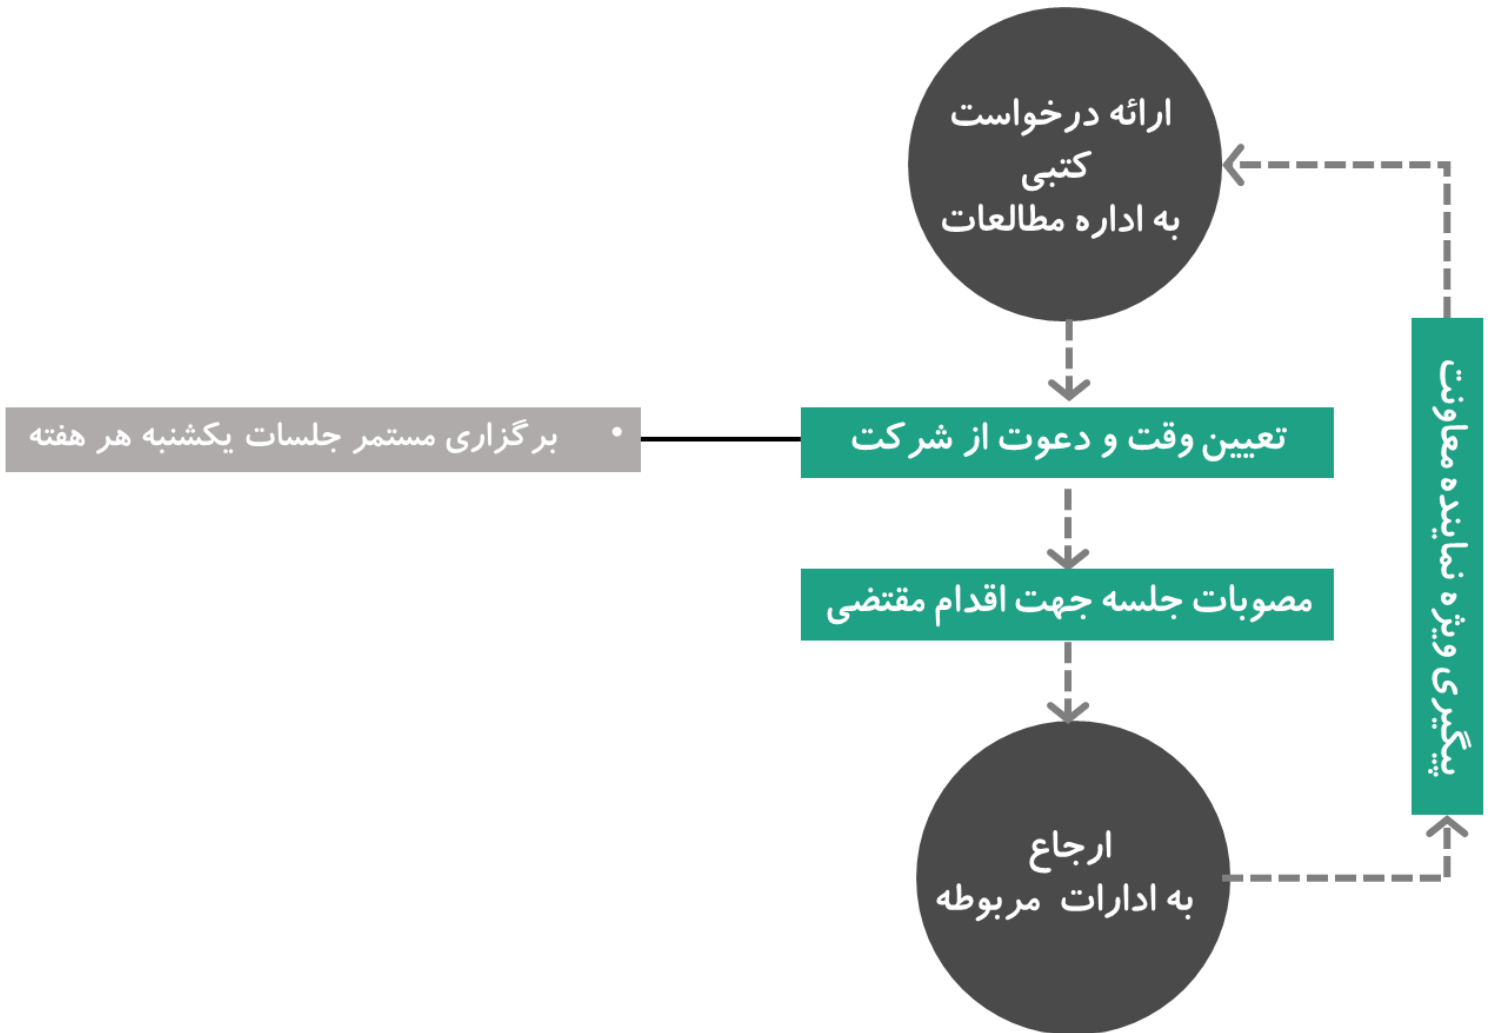 ارائه درخواست
کتبی
به اداره مطالعات
تعیین وقت و دعوت از شرکت
• برگزاری مستمر جلسات یکشنبه هر هفته
مصوبات جلسه جهت اقدام مقتضی
ارجاع
به ادارات مربوطه
پیگیری ویژه نماینده معاونت